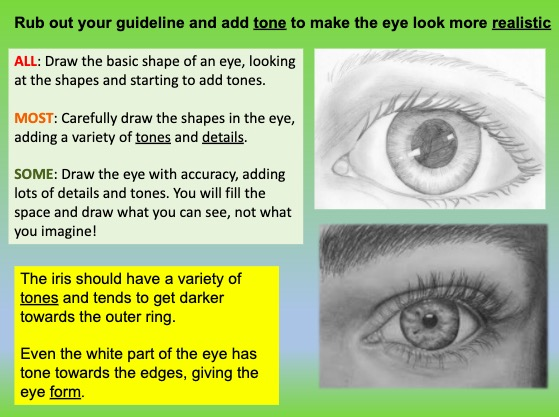 Rub out your guideline and add tone to make the eye look more realistic
ALL: Draw the basic shape of an eye, looking
at the shapes and starting to add tones.
MOST: Carefully draw the shapes in the eye,
adding a variety of tones and details.
SOME: Draw the eye with accuracy, adding
lots of details and tones. You will fill the
space and draw what you can see, not what
you imagine!
The iris should have a variety of
tones and tends to get darker
towards the outer ring.
Even the white part of the eye has
tone towards the edges, giving the
eye form.